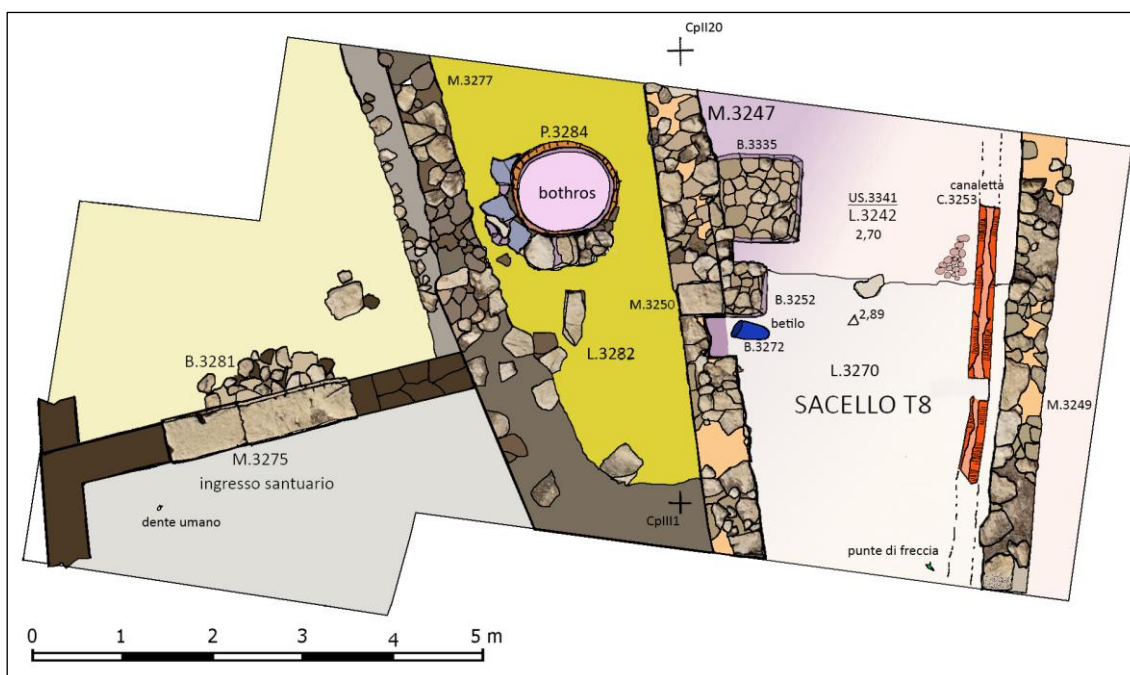 CpII20
M.3277
M.3247
P.3284
B.3335
bothros
US.3341
L.3242
2,70
canaletta
C.3253
M.3250
B.3252
betilo
2,89
B.3272
L.3282
B.3281
L.3270
SACELLO T8
M.3249
M.3275
ingresso santuario
dente umano
CpIII1
punte di freccia
0 1 2 3 4 5 m